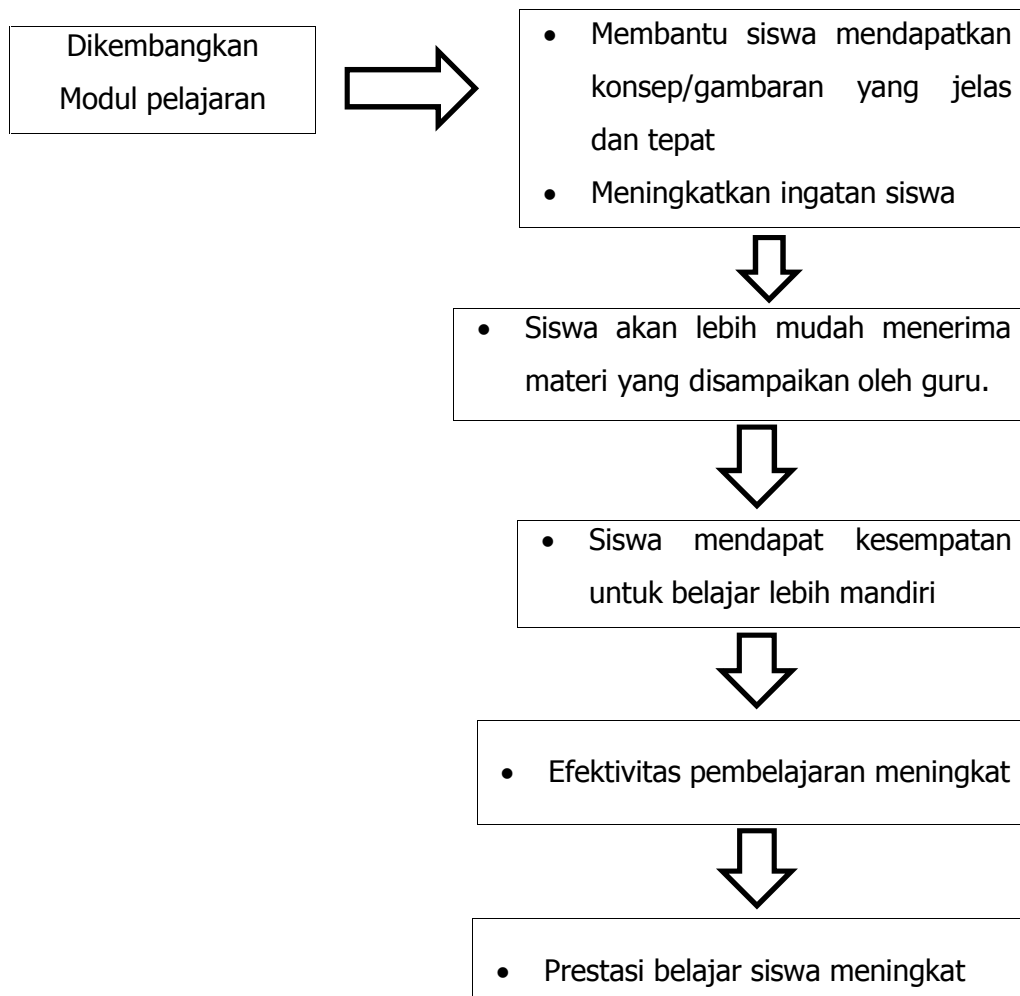 Dikembangkan
Modul pelajaran
• Membantu siswa mendapatkan
konsep/gambaran yang jelas
dan tepat
• Meningkatkan ingatan siswa
• Siswa akan lebih mudah menerima
materi yang disampaikan oleh guru.
• Siswa mendapat kesempatan
untuk belajar lebih mandiri
• Efektivitas pembelajaran meningkat
• Prestasi belajar siswa meningkat